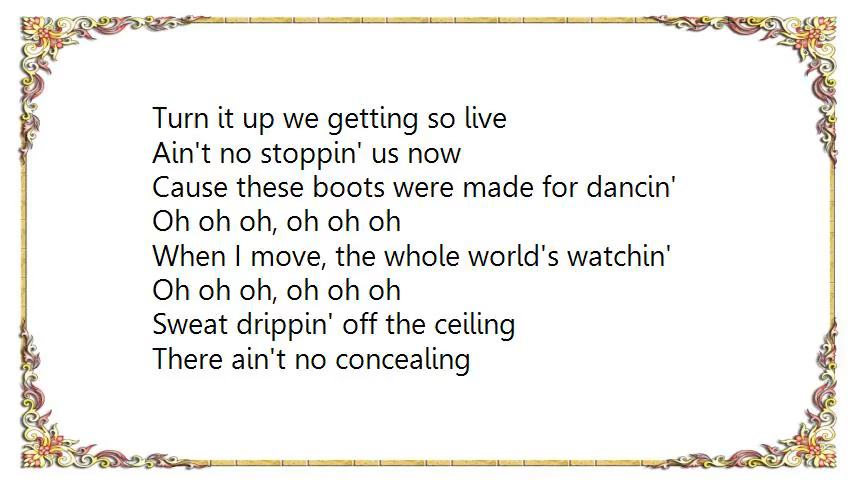 Turn it up we getting so live
Ain't no stoppin' us now
Cause these boots were made for dancin'
Oh oh oh, oh oh oh
When I move, the whole world's watchin'
Oh oh oh, oh oh oh
Sweat drippin' off the ceiling
There ain't no concealing